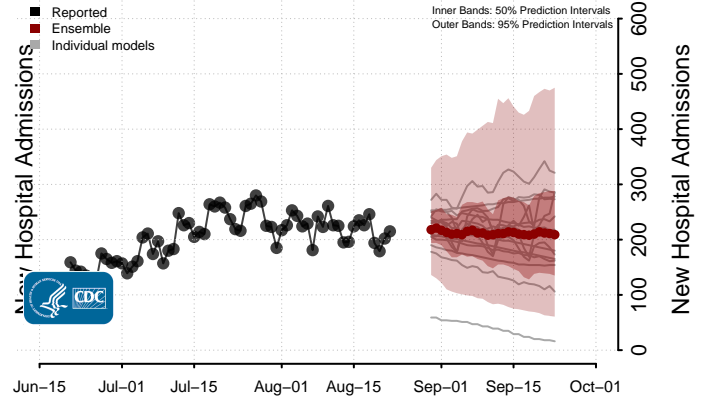 Reported
Ensemble
Individual models
Inner Bands: 50% Prediction Intervals
Outer Bands: 95% Prediction Intervals
New Hospital Admissions
CDC
0
100
200
300
400
500
600
New Hospital Admissions
Jun–15
Jul–01
Jul–15
Aug–01
Aug–15
Sep–01
Sep–15
Oct–01